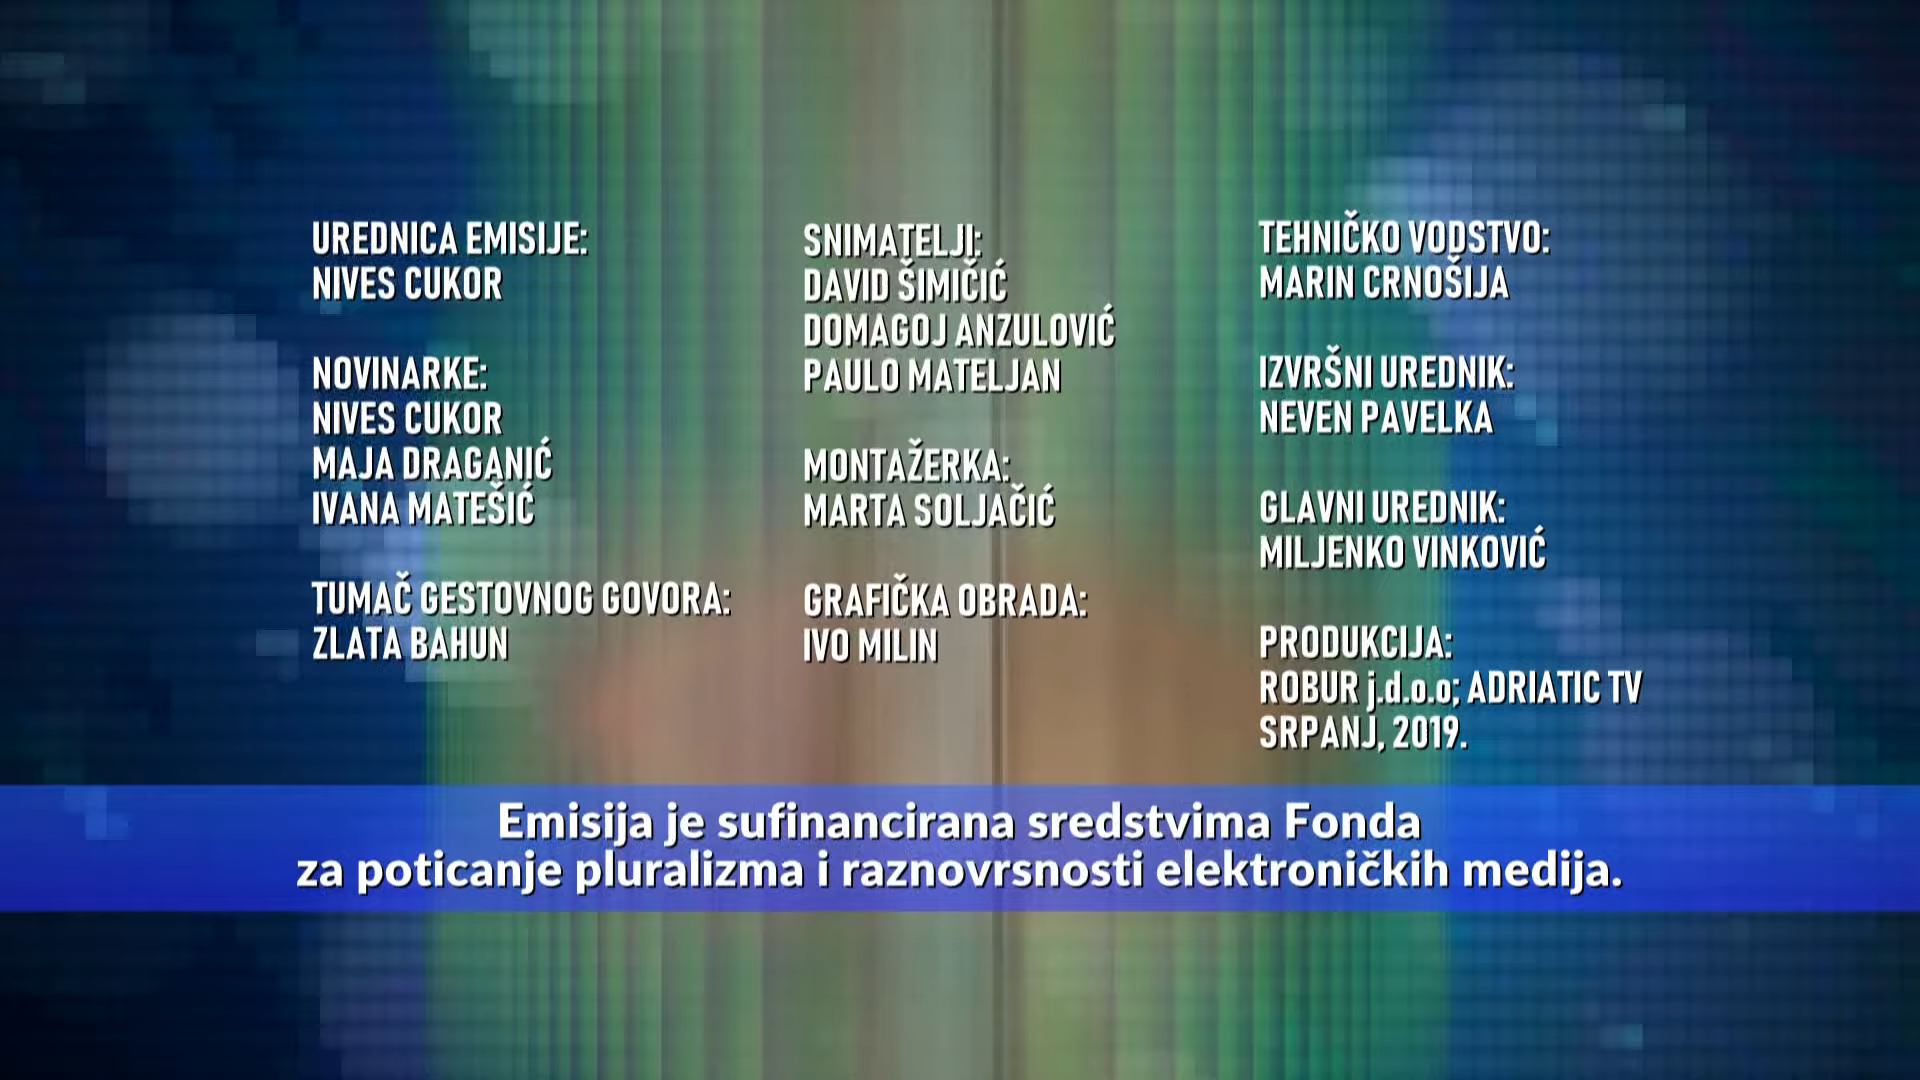 UREDNICA EMISIJE:
NIVES CUKOR
NOVINARKE:
NIVES CUKOR
MAJA DRAGANIĆ
IVANA MATEŠIĆ
TUMAČ GESTOVNOG GOVORA:
ZLATA BAHUN
SNIMATELJI:
DAVID ŠIMIČIĆ
DOMAGOJ ANZULOVIĆ
PAULO MATELJAN
MONTAŽERKA:
MARTA SOLJAČIĆ
GRAFIČKA OBRADA:
IVO MILIN
TEHNIČKO VODSTVO:
MARIN CRNOŠIJA
IZVRŠNI UREDNIK:
NEVEN PAVELKA
GLAVNI UREDNIK:
MILJENKO VINKOVIĆ
PRODUKCIJA:
ROBUR j.d.o.o; ADRIATIC TV
SRPANJ, 2019.
Emisija je sufinancirana sredstvima Fonda
za poticanje pluralizma i raznovrsnosti elektroničkih medija.